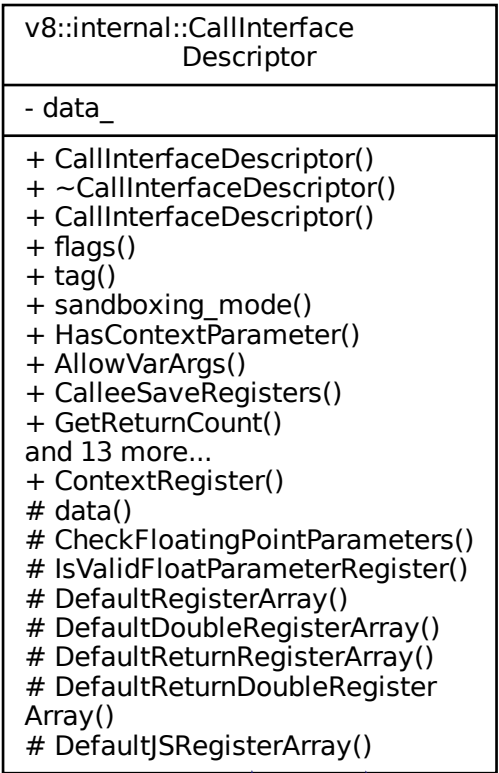 v8::internal::CallInterface
Descriptor
- data_
+ CallInterfaceDescriptor()
+ ~CallInterfaceDescriptor()
+ CallInterfaceDescriptor()
+ flags()
+ tag()
+ sandboxing_mode()
+ HasContextParameter()
+ AllowVarArgs()
+ CalleeSaveRegisters()
+ GetReturnCount()
and 13 more...
+ ContextRegister()
# data()
# CheckFloatingPointParameters()
# IsValidFloatParameterRegister()
# DefaultRegisterArray()
# DefaultDoubleRegisterArray()
# DefaultReturnRegisterArray()
# DefaultReturnDoubleRegister
Array()
# DefaultJSRegisterArray()